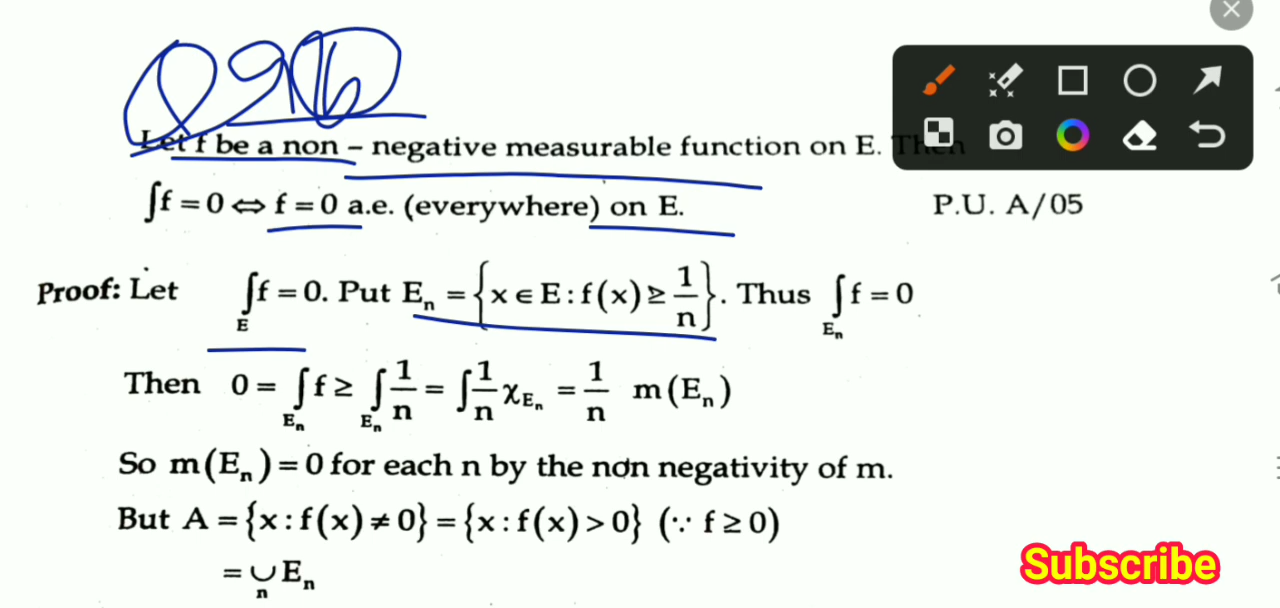 Let f be a non – negative measurable function on E. Then
∫f = 0 ⇔ f = 0 a.e. (everywhere) on E. P.U. A/05
Proof: Let ∫_E f = 0. Put E_n = {x ∈ E : f(x) ≥ 1/n}. Thus ∫_{E_n} f = 0
Then 0 = ∫_{E_n} f ≥ ∫_{E_n} 1/n = ∫ 1/n χ_{E_n} = 1/n m(E_n)
So m(E_n) = 0 for each n by the non negativity of m.
But A = {x : f(x) ≠ 0} = {x : f(x) > 0} (∵ f ≥ 0)
= ∪_n E_n
Subscribe